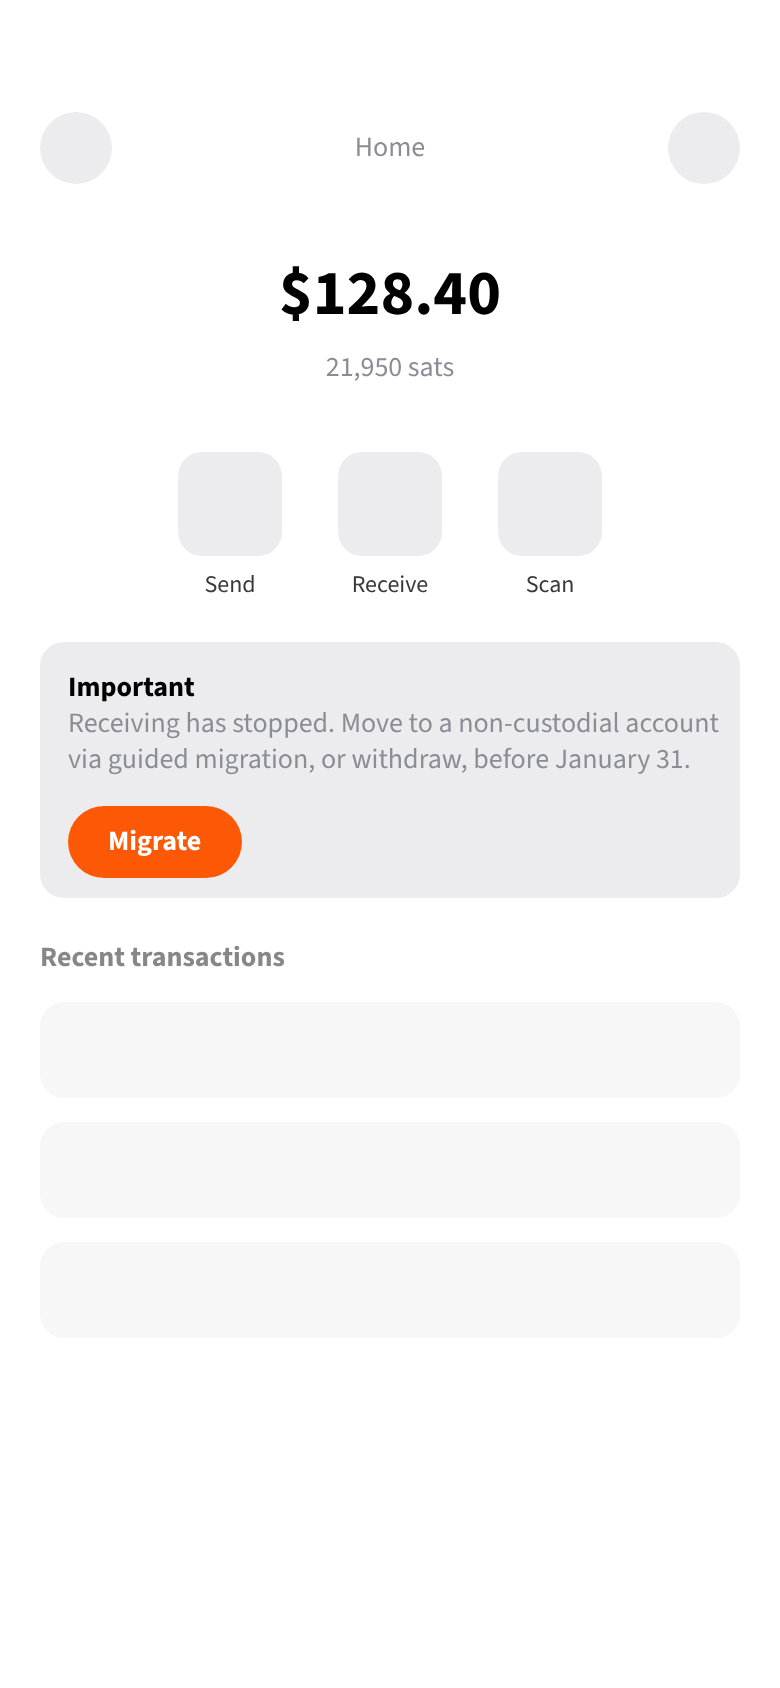 Home
$128.40
21,950 sats
Send
Receive
Scan
Important
Receiving has stopped. Move to a non-custodial account
via guided migration, or withdraw, before January 31.
Migrate
Recent transactions